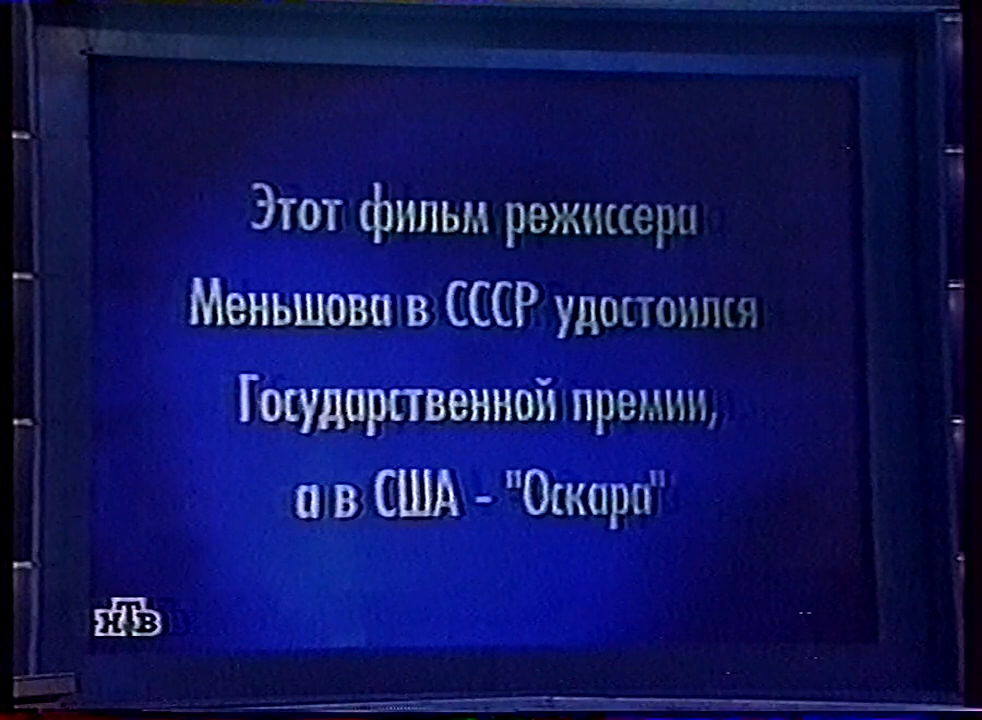 Этот фильм режиссера
Меньшова в СССР удостоился
Государственной премии,
а в США - "Оскара"
НТВ